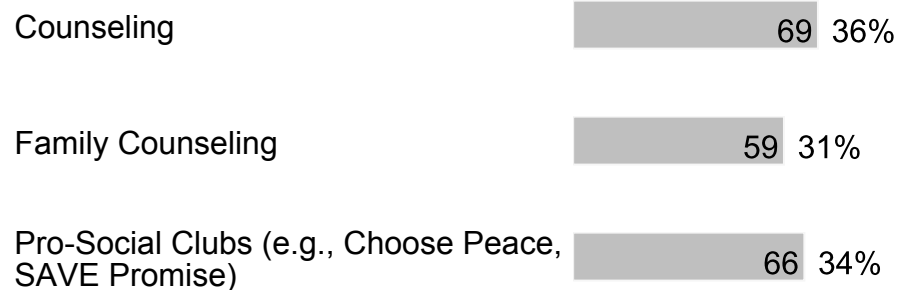 Counseling 69 36%
Family Counseling 59 31%
Pro-Social Clubs (e.g., Choose Peace,
SAVE Promise) 66 34%